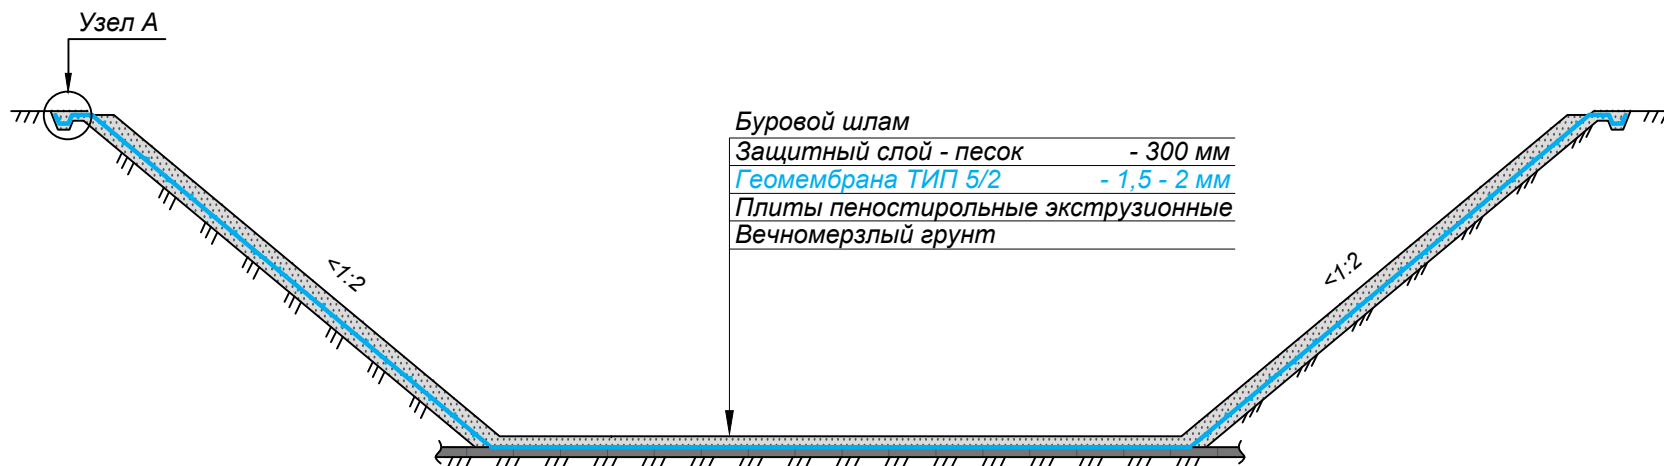 Узел А
Буровой шлам
Защитный слой - песок - 300 мм
Геомембрана ТИП 5/2 - 1,5 - 2 мм
Плиты пеностирольные экструзионные
Вечномерзлый грунт
<1:2
<1:2